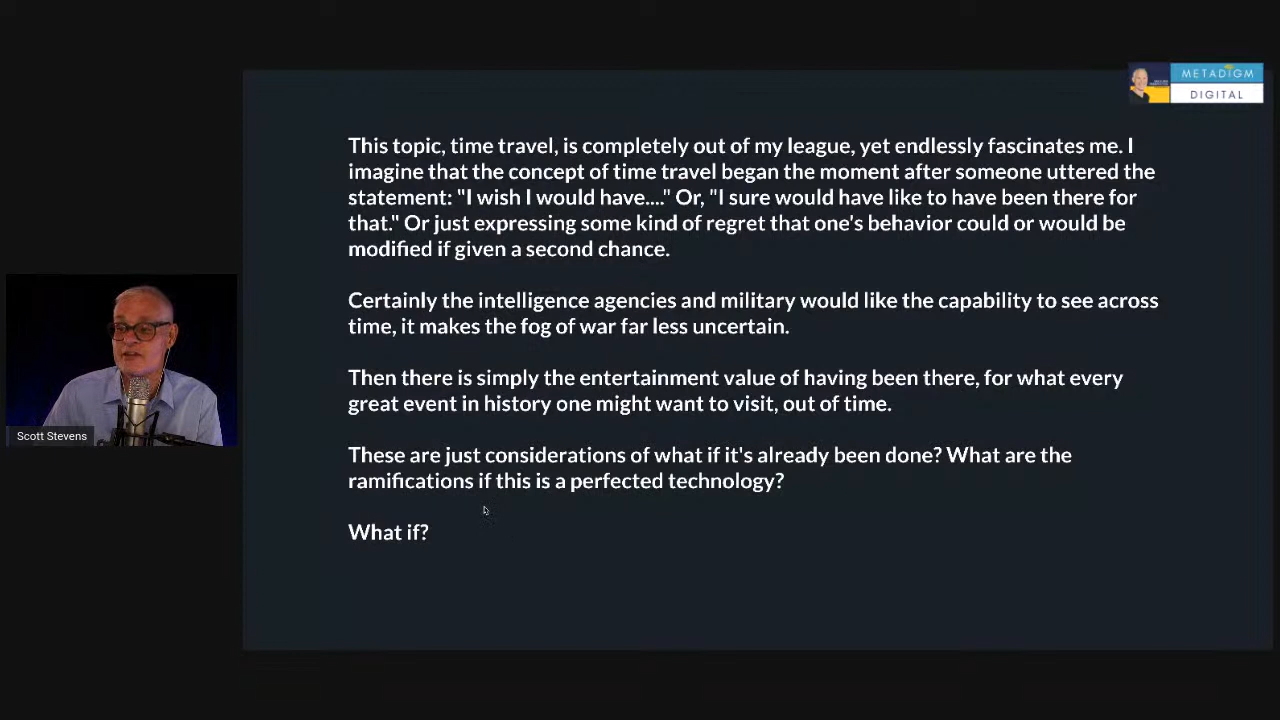 METADIGM
DIGITAL
This topic, time travel, is completely out of my league, yet endlessly fascinates me. I
imagine that the concept of time travel began the moment after someone uttered the
statement: "I wish I would have...." Or, "I sure would have like to have been there for
that." Or just expressing some kind of regret that one's behavior could or would be
modified if given a second chance.
Certainly the intelligence agencies and military would like the capability to see across
time, it makes the fog of war far less uncertain.
Then there is simply the entertainment value of having been there, for what every
great event in history one might want to visit, out of time.
These are just considerations of what if it's already been done? What are the
ramifications if this is a perfected technology?
What if?
Scott Stevens